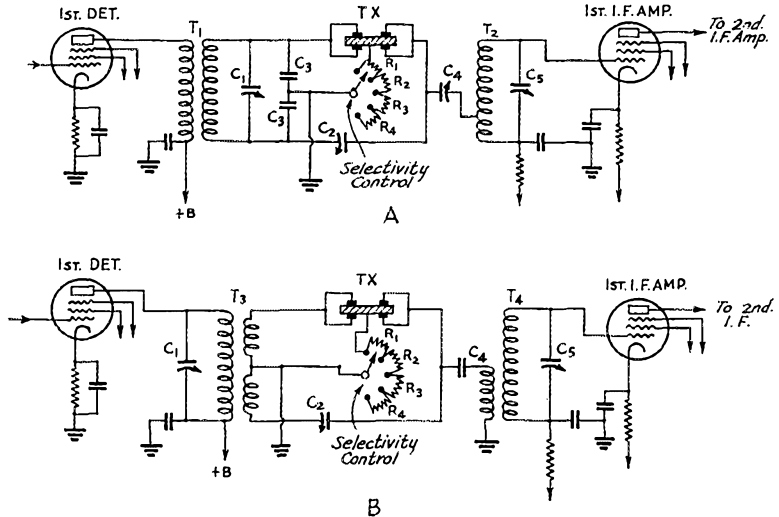 1ST. DET.
T1
TX
T2
1ST. I.F. AMP.
To 2nd.
I.F. Amp.
C1
C3
C3
R1
R2
R3
R4
C2
C4
C5
Selectivity
Control
+B
A
1ST. DET.
T3
TX
T4
1ST. I.F. AMP.
To 2nd.
I.F.
C1
R1
R2
R3
R4
C2
C4
C5
Selectivity
Control
+B
B